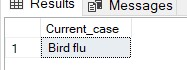 Results Messages
Current_case
1 Bird flu